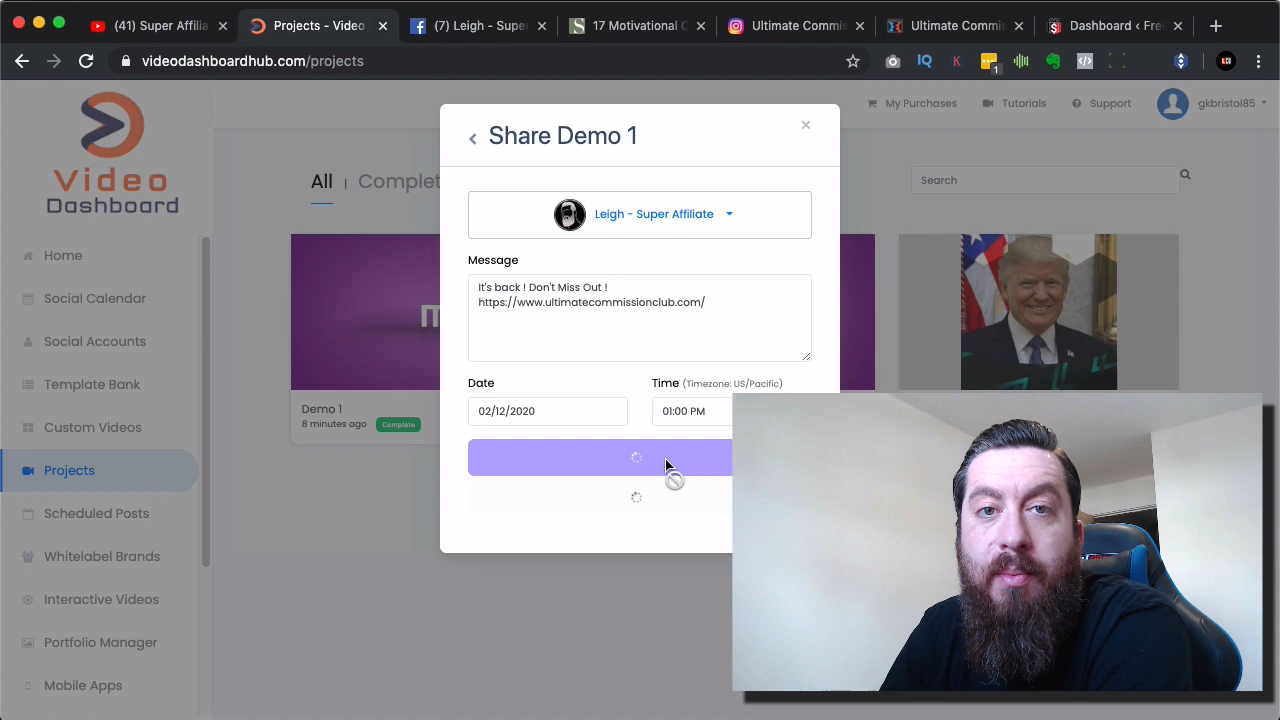 (41) Super Affilia
Projects - Video
(7) Leigh - Supe
17 Motivational
Ultimate Commis
Ultimate Commis
Dashboard ‹ Fre
videodashboardhub.com/projects
IQ
K
1
My Purchases
Tutorials
Support
gkbristol85
Video
Dashboard
All | Complet
Search
Share Demo 1
Leigh - Super Affiliate
Message
It's back ! Don't Miss Out !
https://www.ultimatecommissionclub.com/
Date
Time (Timezone: US/Pacific)
02/12/2020
01:00 PM
Demo 1
8 minutes ago
Complete
Home
Social Calendar
Social Accounts
Template Bank
Custom Videos
Projects
Scheduled Posts
Whitelabel Brands
Interactive Videos
Portfolio Manager
Mobile Apps